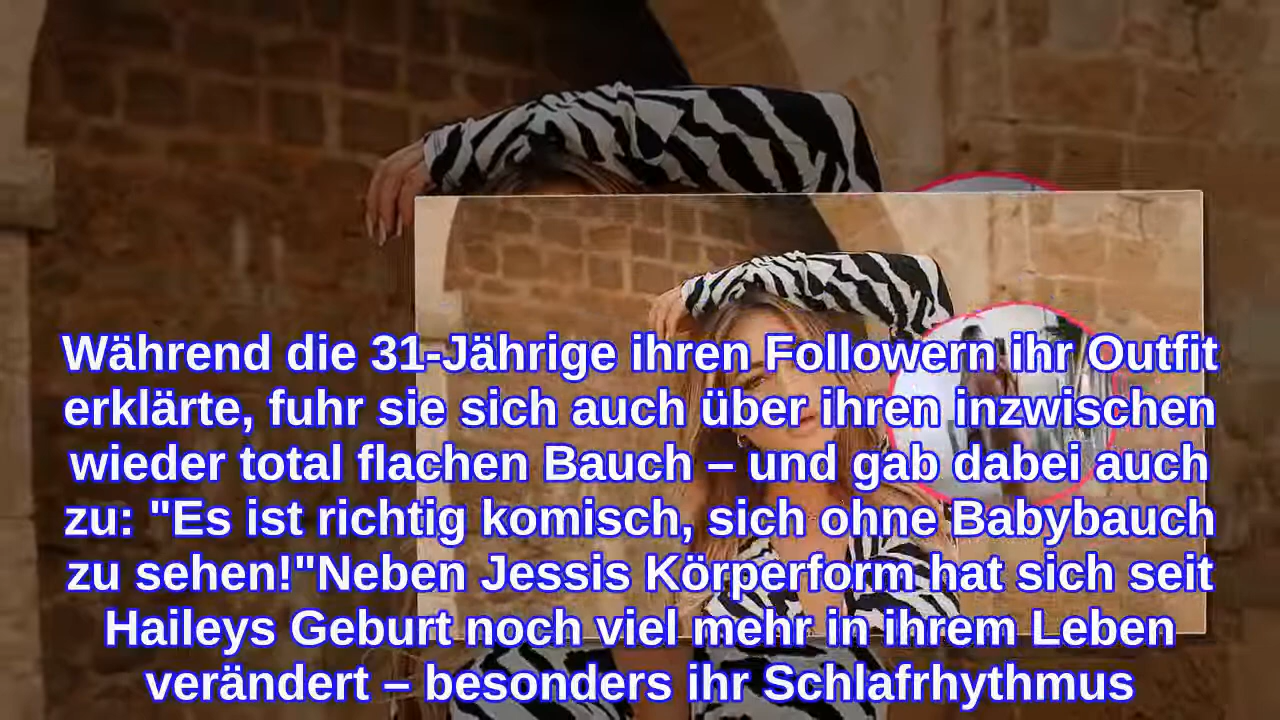 Während die 31-Jährige ihren Followern ihr Outfit
erklärte, fuhr sie sich auch über ihren inzwischen
wieder total flachen Bauch – und gab dabei auch
zu: "Es ist richtig komisch, sich ohne Babybauch
zu sehen!"Neben Jessis Körperform hat sich seit
Haileys Geburt noch viel mehr in ihrem Leben
verändert – besonders ihr Schlafrhythmus